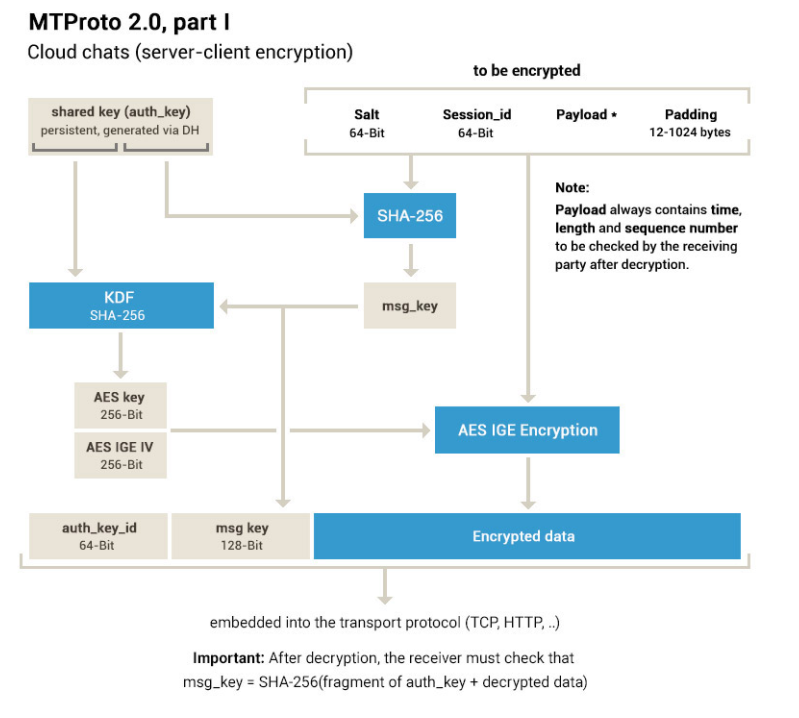 MTProto 2.0, part I
Cloud chats (server-client encryption)
to be encrypted
shared key (auth_key)
persistent, generated via DH
Salt
64-Bit
Session_id
64-Bit
Payload *
Padding
12-1024 bytes
Note:
Payload always contains time,
length and sequence number
to be checked by the receiving
party after decryption.
SHA-256
KDF
SHA-256
msg_key
AES key
256-Bit
AES IGE IV
256-Bit
AES IGE Encryption
auth_key_id
64-Bit
msg key
128-Bit
Encrypted data
embedded into the transport protocol (TCP, HTTP, ..)
Important: After decryption, the receiver must check that
msg_key = SHA-256(fragment of auth_key + decrypted data)